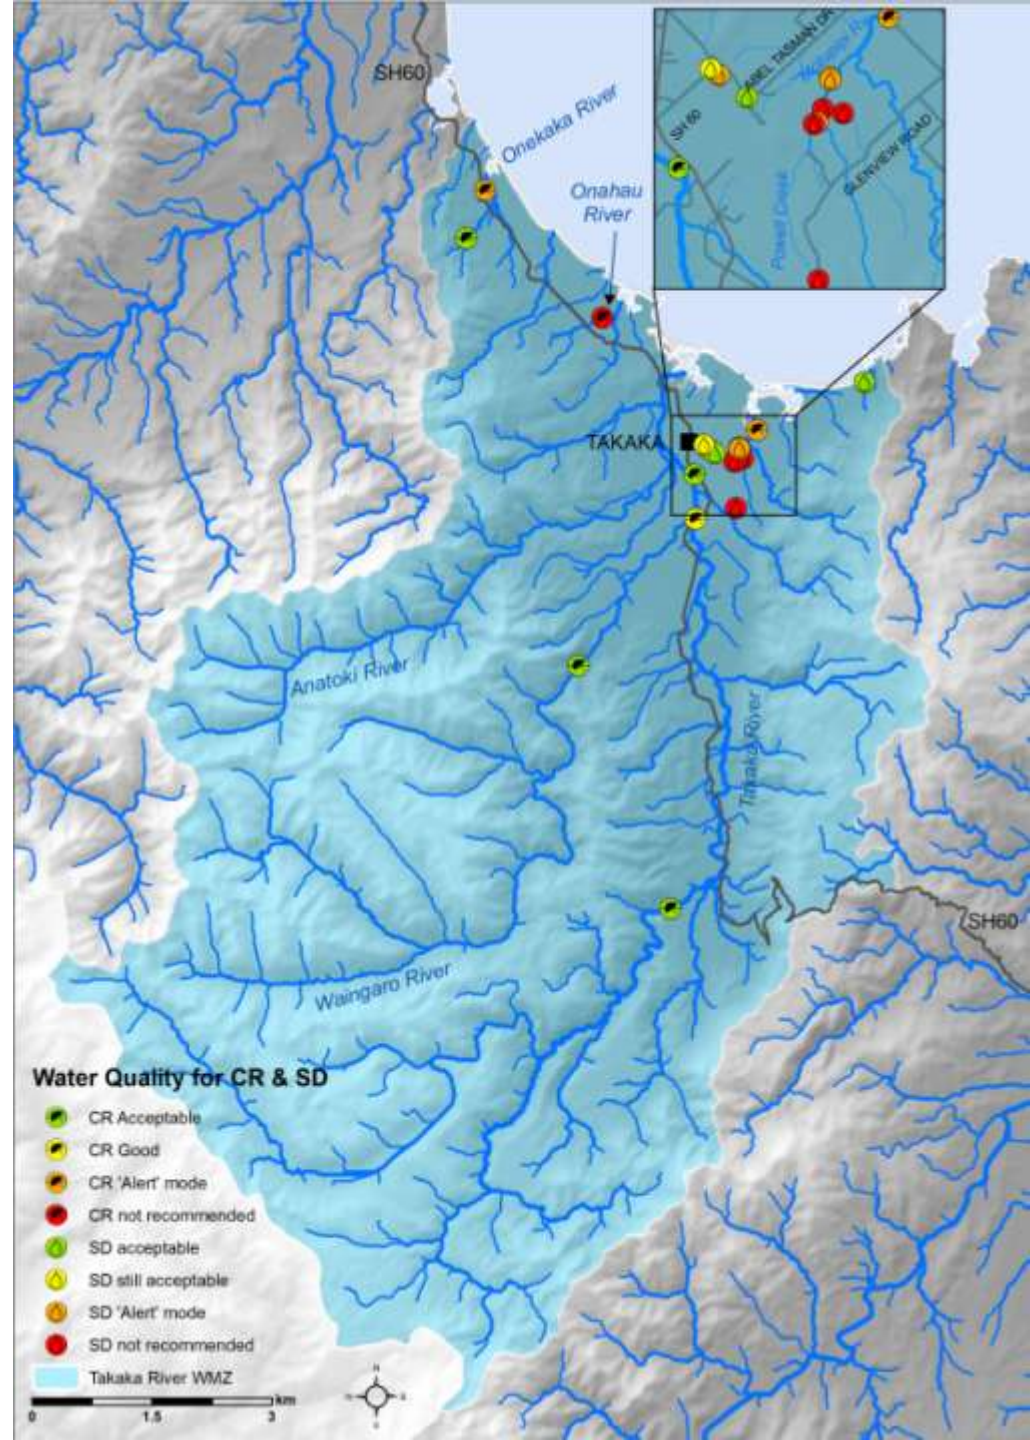 SH60
Onekaka River
Onahau
River
ABEL TASMAN DR
SH 60
GLENVIEW ROAD
Powell Creek
TAKAKA
Anatoki River
Takaka River
SH60
Waingaro River
Water Quality for CR & SD
CR Acceptable
CR Good
CR 'Alert' mode
CR not recommended
SD acceptable
SD still acceptable
SD 'Alert' mode
SD not recommended
Takaka River WMZ
km
0 1.5 3